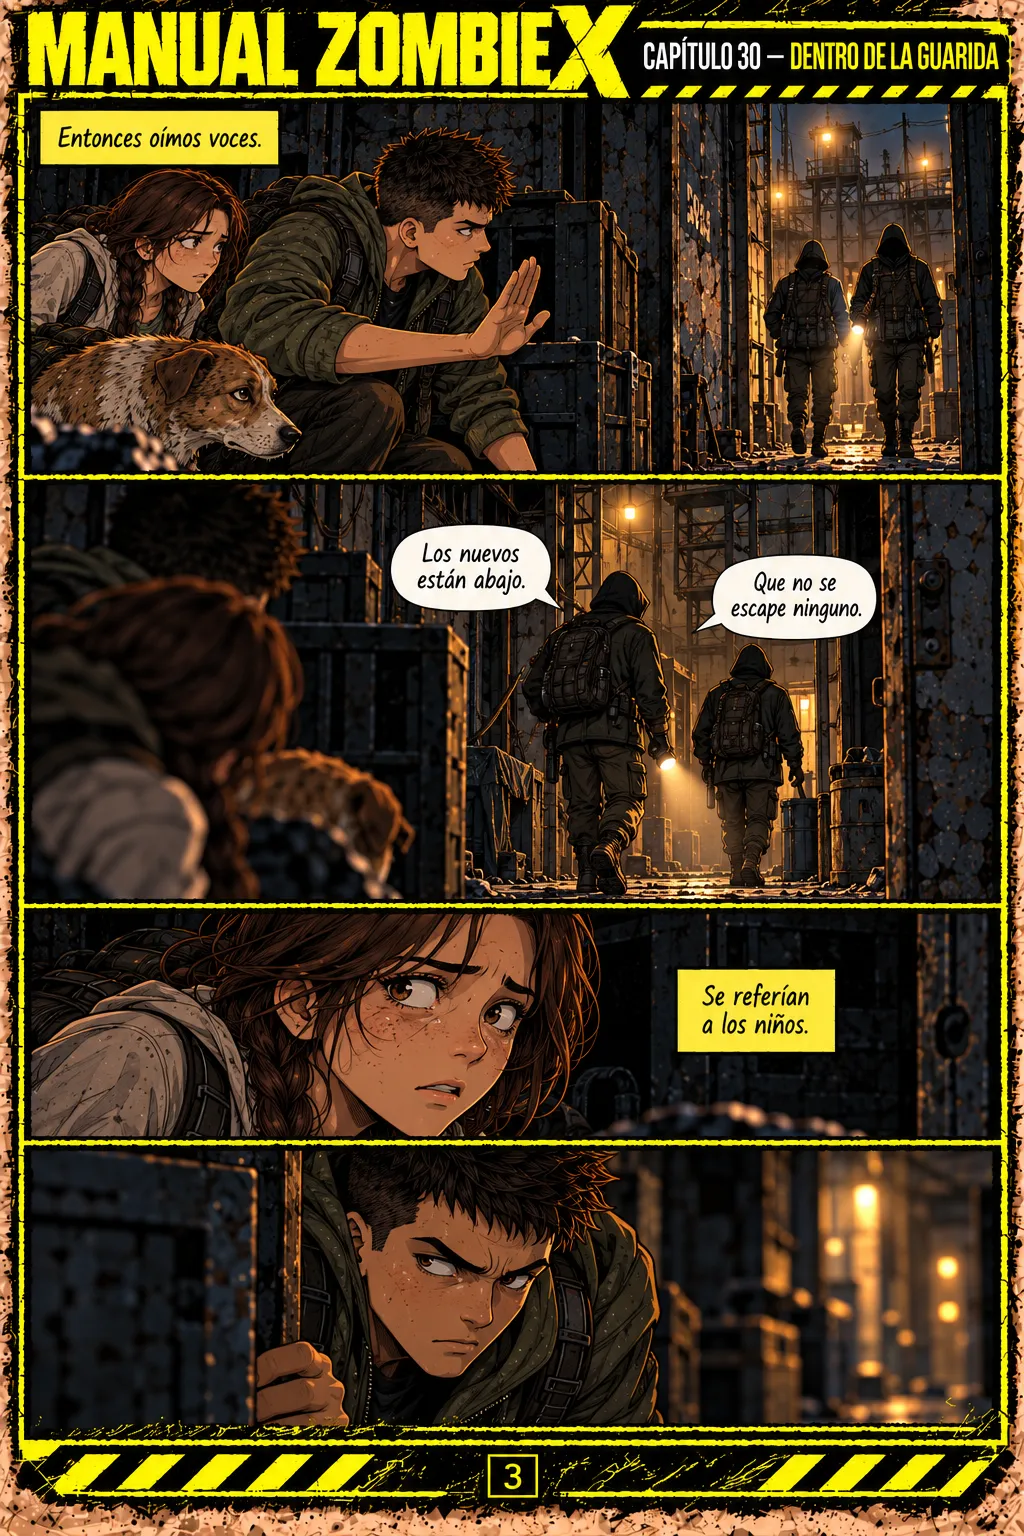 MANUAL ZOMBIE X
CAPÍTULO 30 – DENTRO DE LA GUARIDA
Entonces oímos voces.
Los nuevos
están abajo.
Que no se
escape ninguno.
Se referían
a los niños.
3